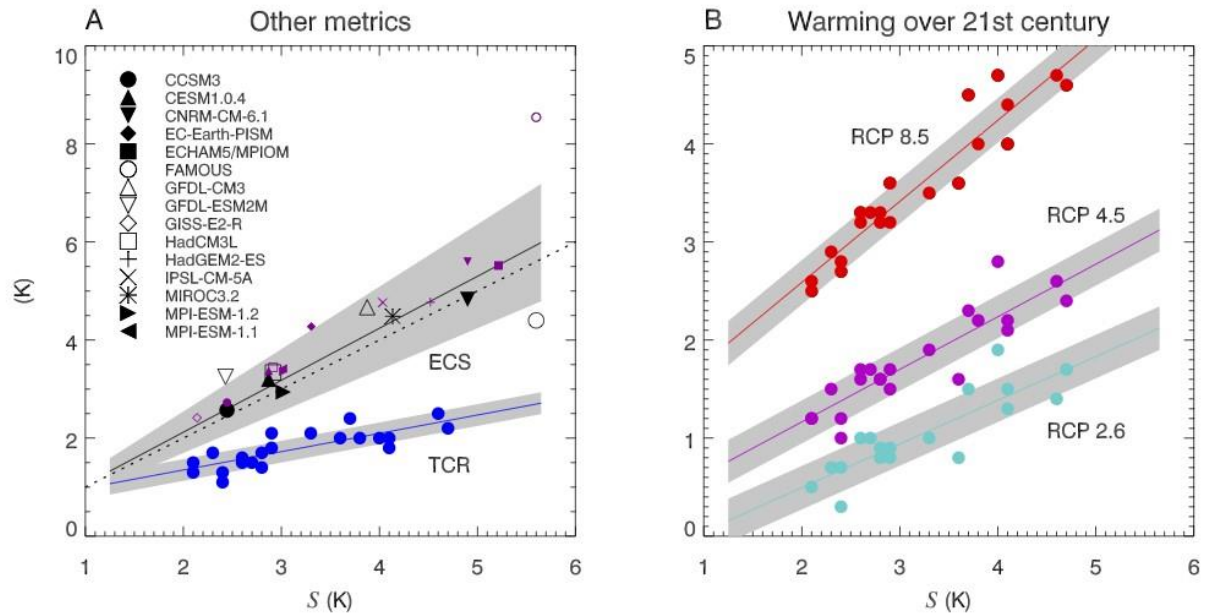 A
Other metrics
10
8
6
4
2
0
(K)
CCSM3
CESM1.0.4
CNRM-CM-6.1
EC-Earth-PISM
ECHAM5/MPIOM
FAMOUS
GFDL-CM3
GFDL-ESM2M
GISS-E2-R
HadCM3L
HadGEM2-ES
IPSL-CM-5A
MIROC3.2
MPI-ESM-1.2
MPI-ESM-1.1
ECS
TCR
1 2 3 4 5 6
S (K)
B
Warming over 21st century
5
4
3
2
1
0
RCP 8.5
RCP 4.5
RCP 2.6
1 2 3 4 5 6
S (K)